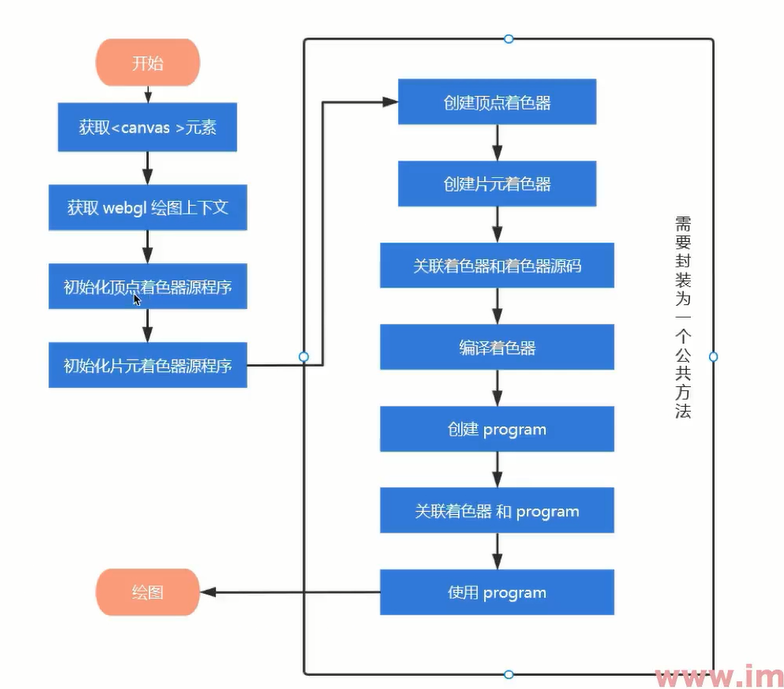 开始
获取<canvas >元素
获取 webgl 绘图上下文
初始化顶点着色器源程序
初始化片元着色器源程序
创建顶点着色器
创建片元着色器
关联着色器和着色器源码
编译着色器
创建 program
关联着色器 和 program
使用 program
绘图
需要封装为一个公共方法
www.im